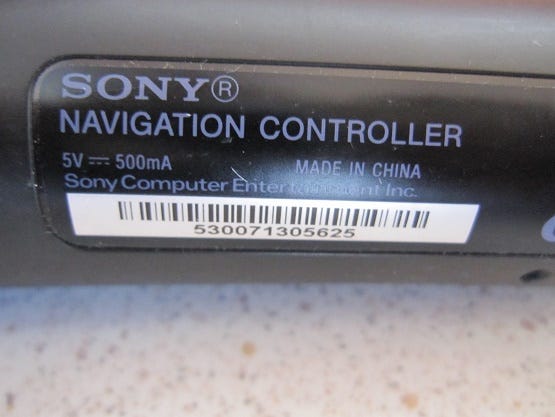 SONY®
NAVIGATION CONTROLLER
5V ⎓ 500mA MADE IN CHINA
Sony Computer Entertainment Inc.
530071305625